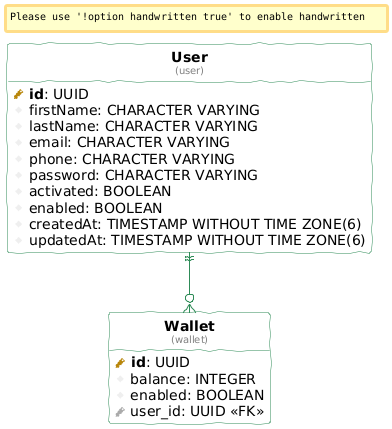 Please use '!option handwritten true' to enable handwritten
User
(user)
id: UUID
firstName: CHARACTER VARYING
lastName: CHARACTER VARYING
email: CHARACTER VARYING
phone: CHARACTER VARYING
password: CHARACTER VARYING
activated: BOOLEAN
enabled: BOOLEAN
createdAt: TIMESTAMP WITHOUT TIME ZONE(6)
updatedAt: TIMESTAMP WITHOUT TIME ZONE(6)
Wallet
(wallet)
id: UUID
balance: INTEGER
enabled: BOOLEAN
user_id: UUID «FK»